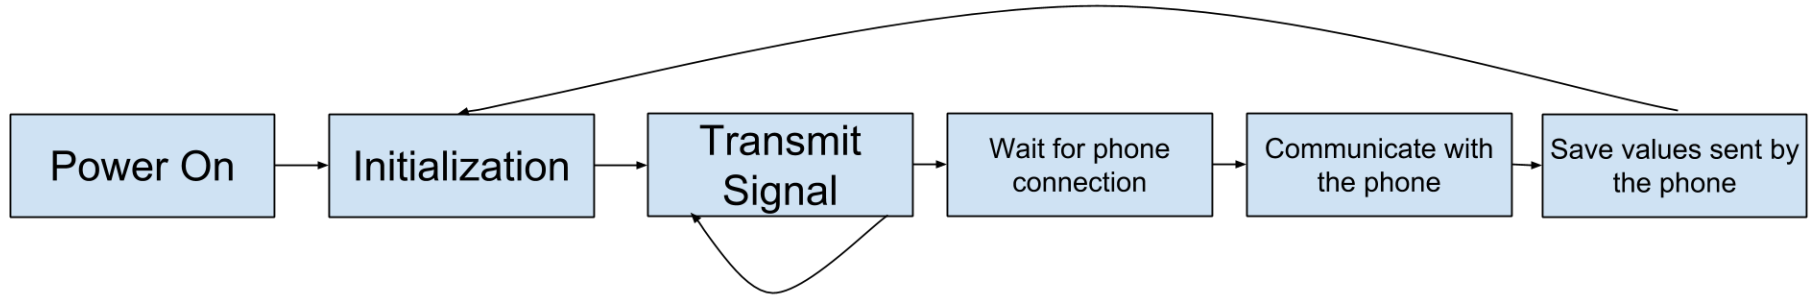 Power On
Initialization
Transmit
Signal
Wait for phone
connection
Communicate with
the phone
Save values sent by
the phone